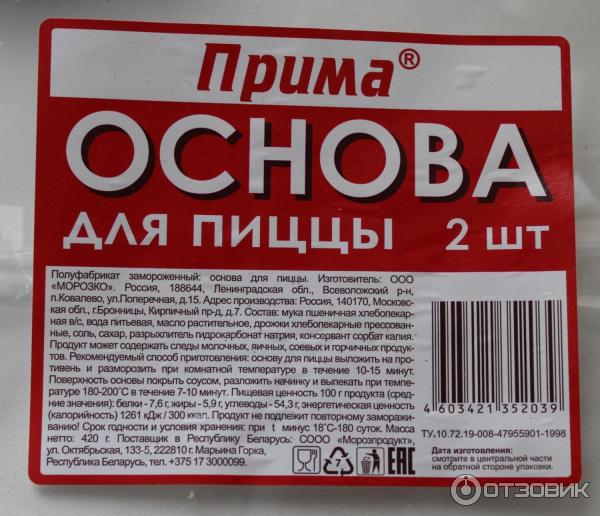 Прима®
ОСНОВА
ДЛЯ ПИЦЦЫ 2 ШТ
Полуфабрикат замороженный: основа для пиццы. Изготовитель: ООО
«МОРОЗКО». Россия, 188644, Ленинградская обл., Всеволожский р-н,
п.Ковалево, ул.Поперечная, д.15. Адрес производства: Россия, 140170, Москов-
ская обл., г.Бронницы, Кирпичный пр-д, д.7. Состав: мука пшеничная хлебопекар-
ная в/с, вода питьевая, масло растительное, дрожжи хлебопекарные прессован-
ные, соль, сахар, разрыхлитель гидрокарбонат натрия, консервант сорбат калия.
Продукт может содержать следы молочных, яичных, соевых и горчичных продук-
тов. Рекомендуемый способ приготовления: основу для пиццы выложить на про-
тивень и разморозить при комнатной температуре в течение 10-15 минут.
Поверхность основы покрыть соусом, разложить начинку и выпекать при темпе-
ратуре 180-200˚С в течение 7-10 минут. Пищевая ценность 100 г продукта (сред-
ние значения): белки - 7,6 г, жиры - 5,9 г, углеводы - 54,3 г, энергетическая ценность
(калорийность) 1261 кДж / 300 ккал. Продукт не подлежит повторному заморажи-
ванию! Срок годности и условия хранения: при t минус 18˚С-180 суток. Масса
нетто: 420 г. Поставщик в Республику Беларусь: СООО «Морозпродукт»,
ул. Октябрьская, 133-5, 222810 г. Марьина Горка,
Республика Беларусь, тел. +375 17 3000099.
7
EAC
4 603421 352039
ТУ,10.72.19-008-47955901-1998
Дата изготовления:
смотрите в центральной части
на обратной стороне упаковки.
ОТЗОВИК